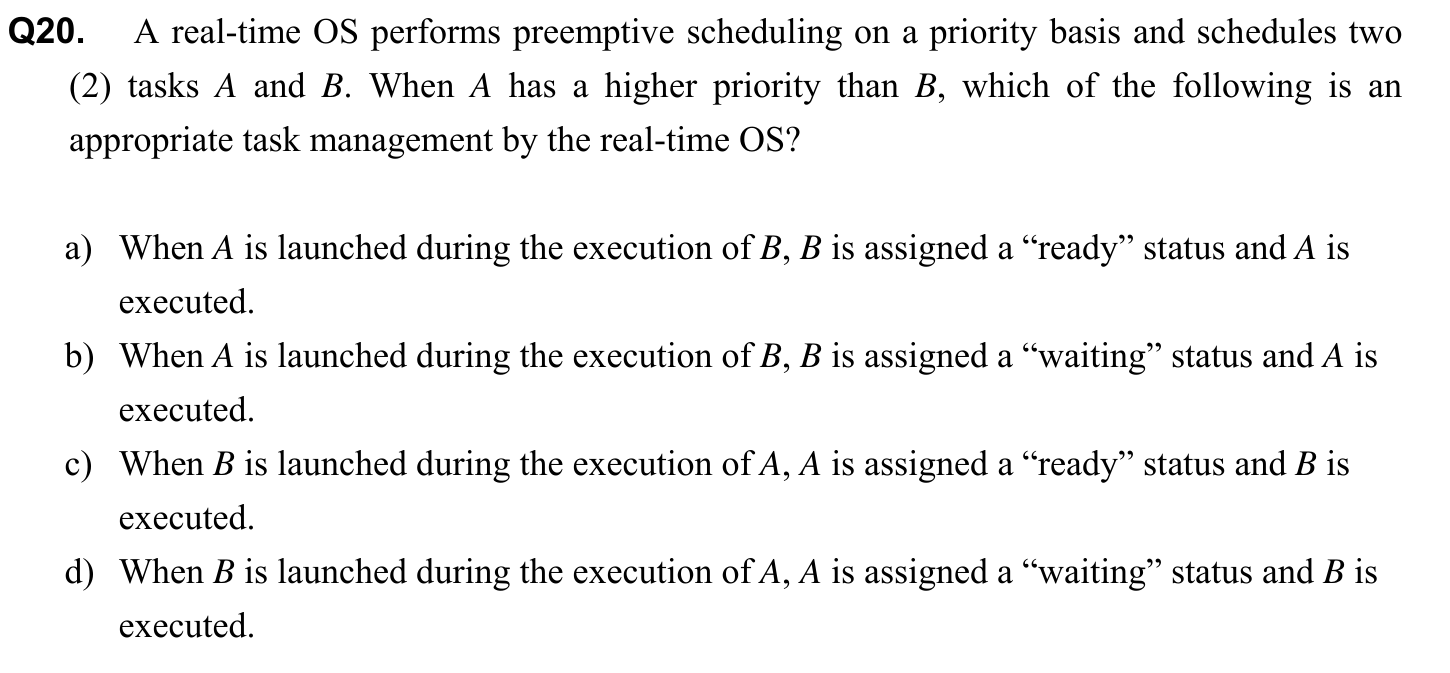 Q20. A real-time OS performs preemptive scheduling on a priority basis and schedules two
(2) tasks A and B. When A has a higher priority than B, which of the following is an
appropriate task management by the real-time OS?
a) When A is launched during the execution of B, B is assigned a “ready” status and A is
executed.
b) When A is launched during the execution of B, B is assigned a “waiting” status and A is
executed.
c) When B is launched during the execution of A, A is assigned a “ready” status and B is
executed.
d) When B is launched during the execution of A, A is assigned a “waiting” status and B is
executed.